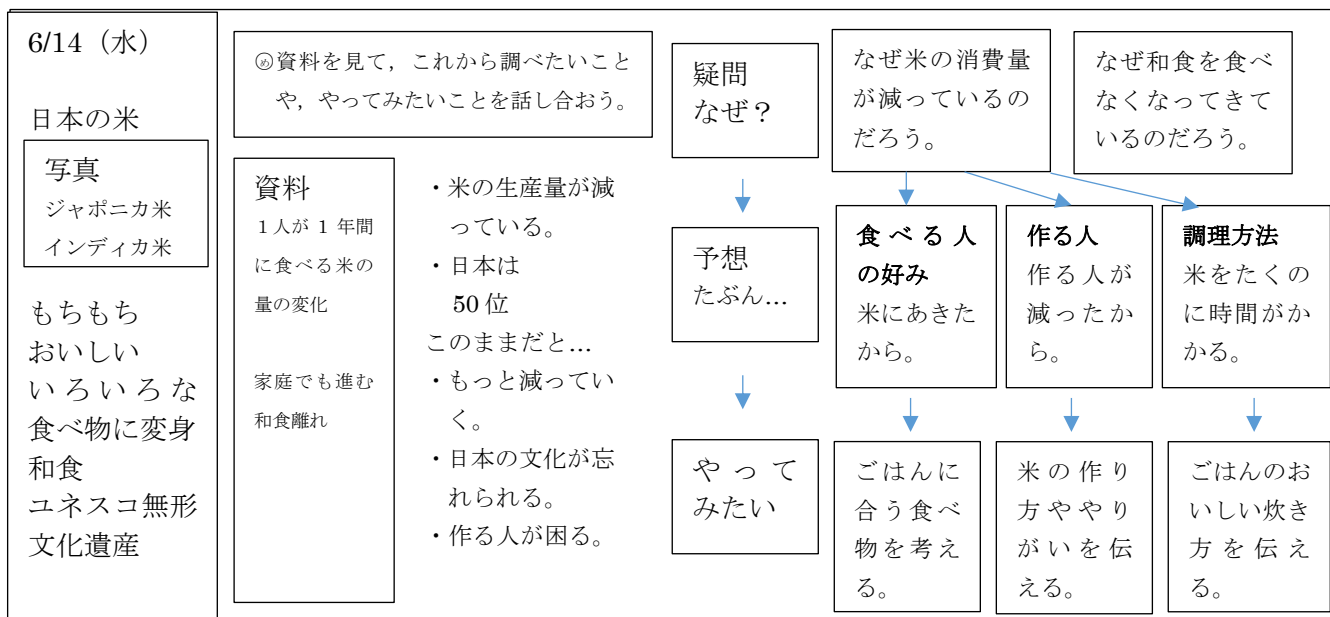 6/14（水）
日本の米
写真
ジャポニカ米
インディカ米
もちもち
おいしい
いろいろな
食べ物に変身
和食
ユネスコ無形
文化遺産
㋱資料を見て，これから調べたいこと
や，やってみたいことを話し合おう。
資料
１人が１年間
に食べる米の
量の変化
家庭でも進む
和食離れ
・米の生産量が減
っている。
・日本は
50位
このままだと…
・もっと減ってい
く。
・日本の文化が忘
れられる。
・作る人が困る。
疑問
なぜ？
なぜ米の消費量
が減っているの
だろう。
なぜ和食を食べ
なくなってきて
いるのだろう。
予想
たぶん…
食べる人
の好み
米にあきた
から。
作る人
作る人が
減ったか
ら。
調理方法
米をたくの
に時間がか
かる。
やって
みたい
ごはんに
合う食べ
物を考え
る。
米の作り
方ややり
がいを伝
える。
ごはんのお
いしい炊き
方を伝え
る。